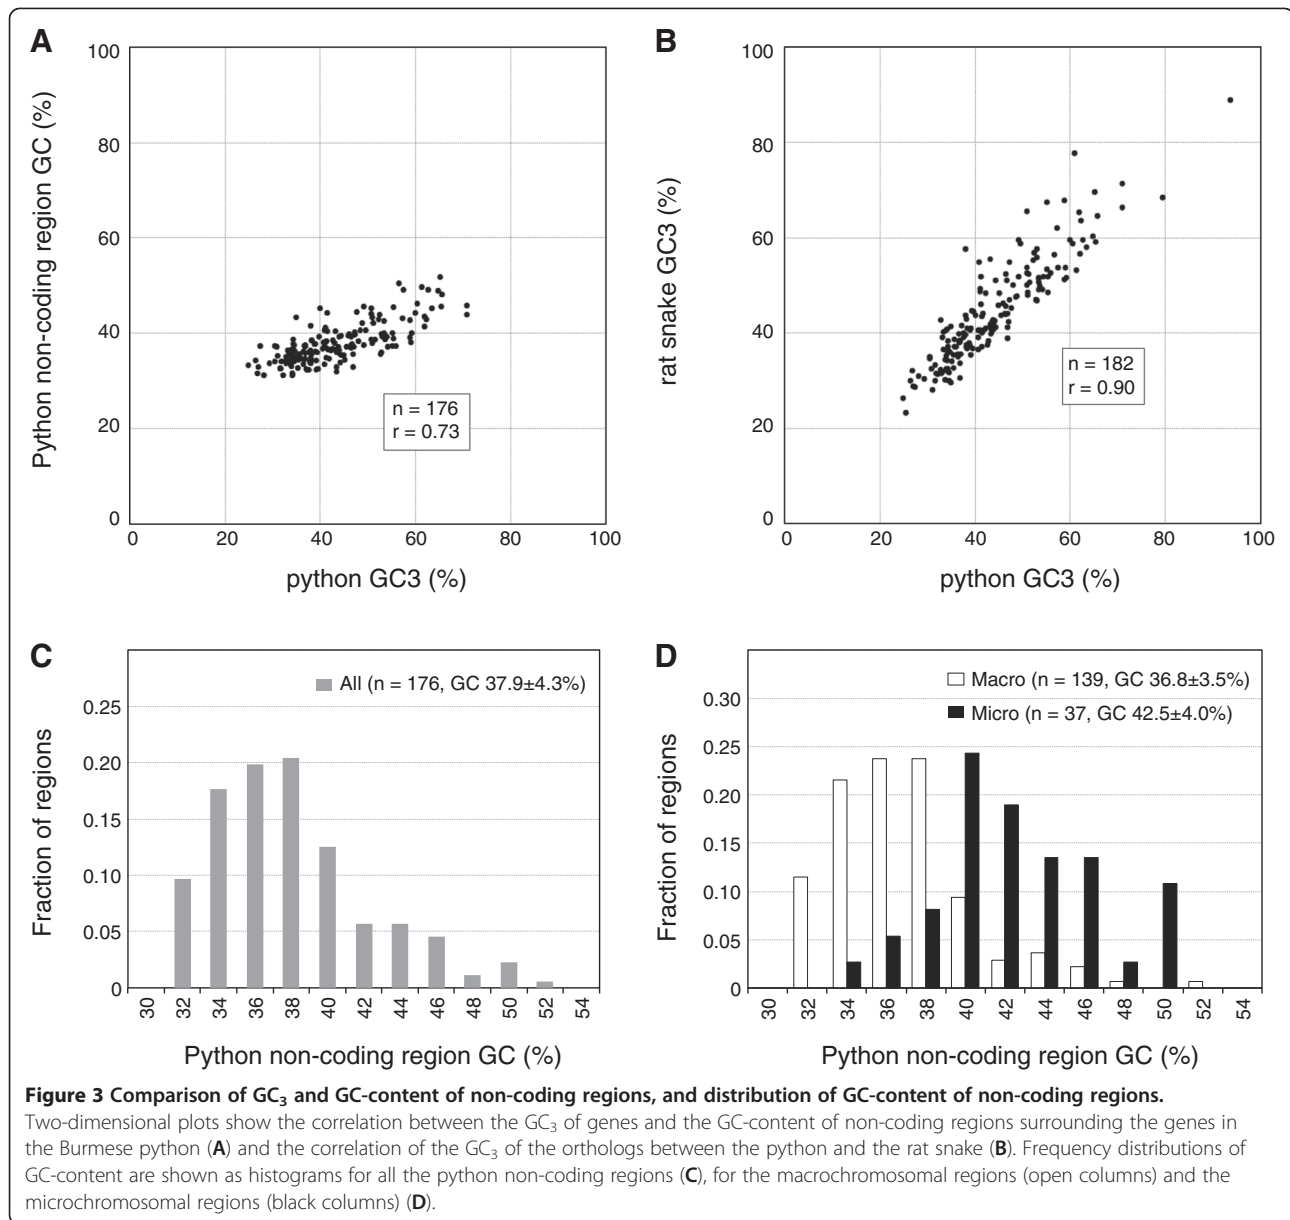 A
100
80
60
40
20
0
Python non-coding region GC (%)
0 20 40 60 80 100
python GC3 (%)
n = 176
r = 0.73
B
100
80
60
40
20
0
rat snake GC3 (%)
0 20 40 60 80 100
python GC3 (%)
n = 182
r = 0.90
C
All (n = 176, GC 37.9±4.3%)
0.25
0.20
0.15
0.10
0.05
0
Fraction of regions
30 32 34 36 38 40 42 44 46 48 50 52 54
Python non-coding region GC (%)
D
Macro (n = 139, GC 36.8±3.5%)
Micro (n = 37, GC 42.5±4.0%)
0.30
0.25
0.20
0.15
0.10
0.05
0
Fraction of regions
30 32 34 36 38 40 42 44 46 48 50 52 54
Python non-coding region GC (%)
Figure 3 Comparison of GC₃ and GC-content of non-coding regions, and distribution of GC-content of non-coding regions.
Two-dimensional plots show the correlation between the GC₃ of genes and the GC-content of non-coding regions surrounding the genes in
the Burmese python (A) and the correlation of the GC₃ of the orthologs between the python and the rat snake (B). Frequency distributions of
GC-content are shown as histograms for all the python non-coding regions (C), for the macrochromosomal regions (open columns) and the
microchromosomal regions (black columns) (D).